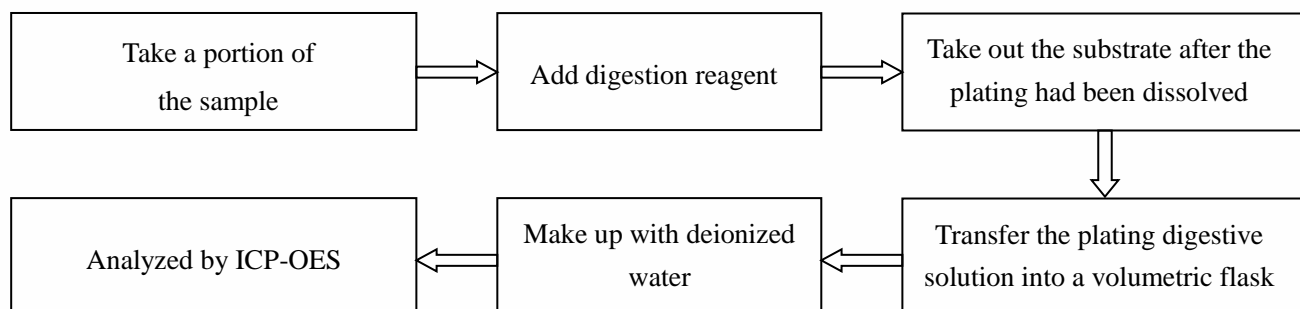 Take a portion of
the sample
Add digestion reagent
Take out the substrate after the
plating had been dissolved
Transfer the plating digestive
solution into a volumetric flask
Make up with deionized
water
Analyzed by ICP-OES